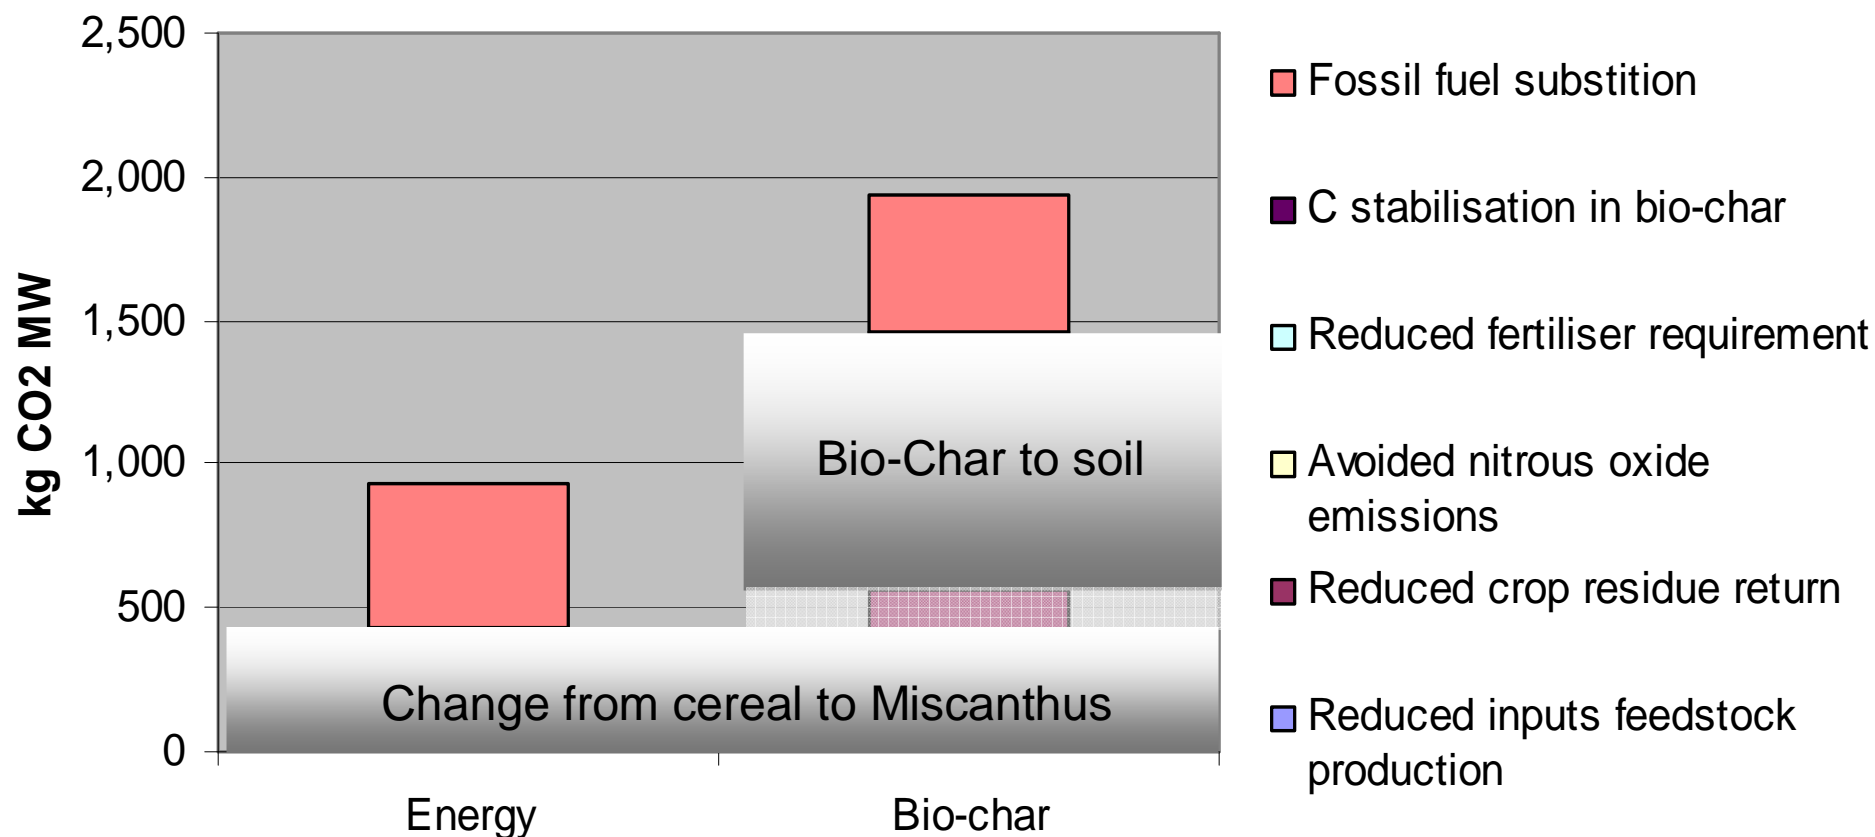 2,500
2,000
1,500
1,000
500
0
kg CO2 MW
Bio-Char to soil
Change from cereal to Miscanthus
Energy
Bio-char
Fossil fuel substition
C stabilisation in bio-char
Reduced fertiliser requirement
Avoided nitrous oxide
emissions
Reduced crop residue return
Reduced inputs feedstock
production